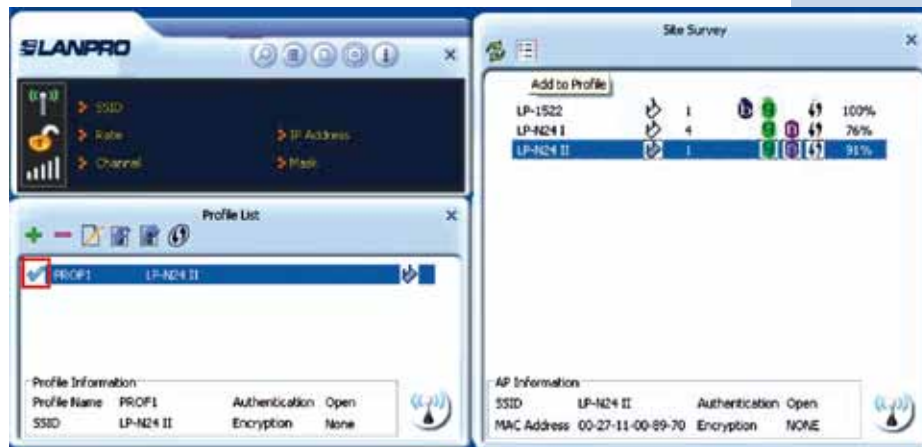 LANPRO
SSID
Rate
IP Address
Channel
Mask
Profile List
PROF1 LP-N24 II
Profile Information
Profile Name PROF1 Authentication Open
SSID LP-N24 II Encryption None
Site Survey
Add to Profile
LP-1522 1 b g 100%
LP-N24 I 4 g n 76%
LP-N24 II 1 g n 91%
AP Information
SSID LP-N24 II Authentication Open
MAC Address 00-27-11-00-89-70 Encryption NONE